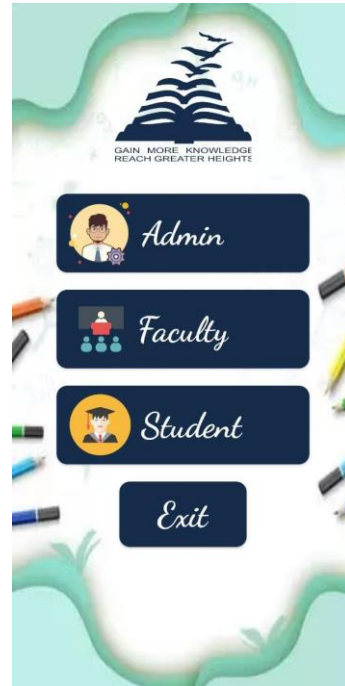 GAIN MORE KNOWLEDGE
REACH GREATER HEIGHTS
Admin
Faculty
Student
Exit